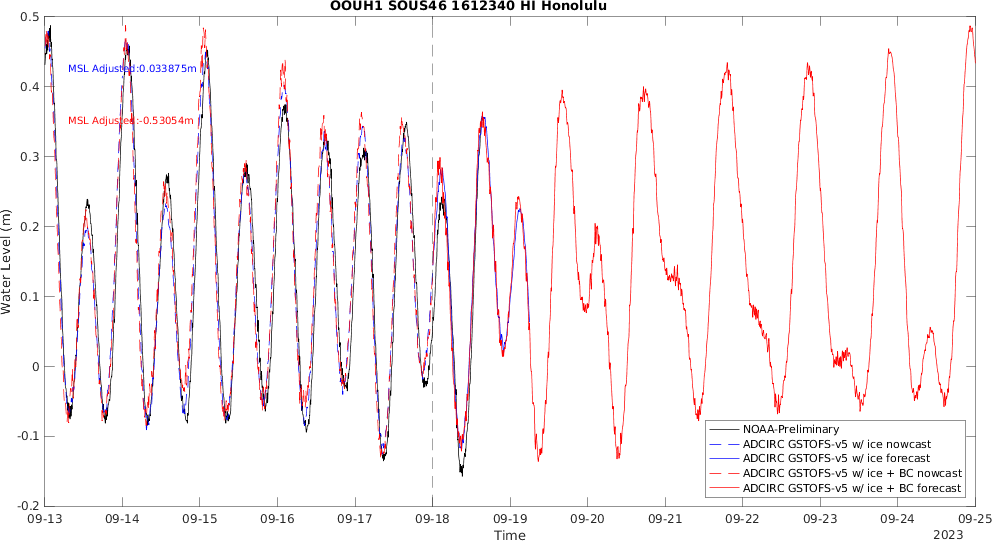 OOUH1 SOUS46 1612340 HI Honolulu
0.5
0.4
0.3
0.2
0.1
0
-0.1
-0.2
Water Level (m)
MSL Adjusted:0.033875m
MSL Adjusted:-0.53054m
NOAA-Preliminary
ADCIRC GSTOFS-v5 w/ ice nowcast
ADCIRC GSTOFS-v5 w/ ice forecast
ADCIRC GSTOFS-v5 w/ ice + BC nowcast
ADCIRC GSTOFS-v5 w/ ice + BC forecast
09-13 09-14 09-15 09-16 09-17 09-18 09-19 09-20 09-21 09-22 09-23 09-24 09-25
Time
2023